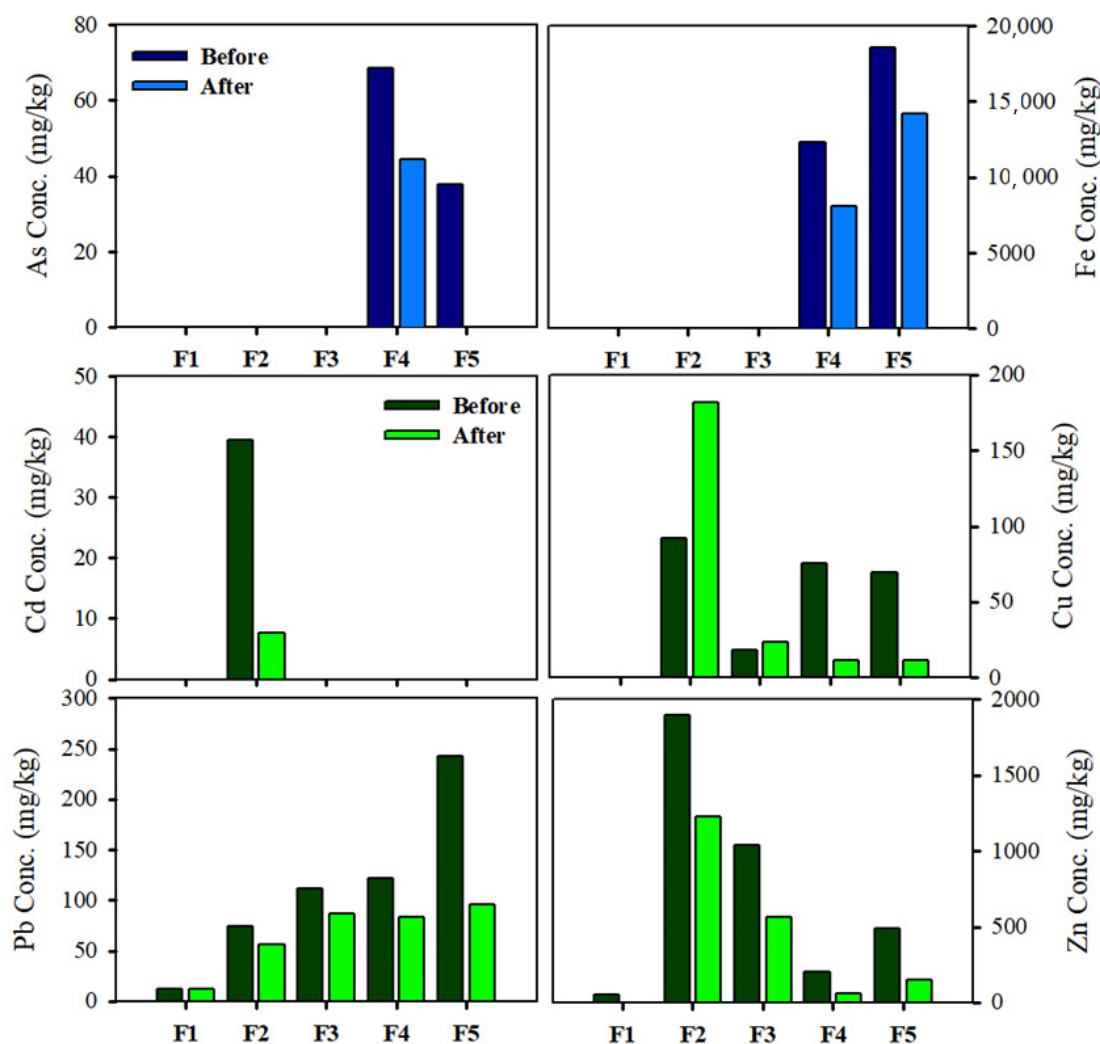 As Conc. (mg/kg)
80
60
40
20
0
Before
After
F1 F2 F3 F4 F5
20,000
15,000
10,000
5000
0
Fe Conc. (mg/kg)
F1 F2 F3 F4 F5
Cd Conc. (mg/kg)
50
40
30
20
10
0
Before
After
200
150
100
50
0
Cu Conc. (mg/kg)
Pb Conc. (mg/kg)
300
250
200
150
100
50
0
F1 F2 F3 F4 F5
2000
1500
1000
500
0
Zn Conc. (mg/kg)
F1 F2 F3 F4 F5